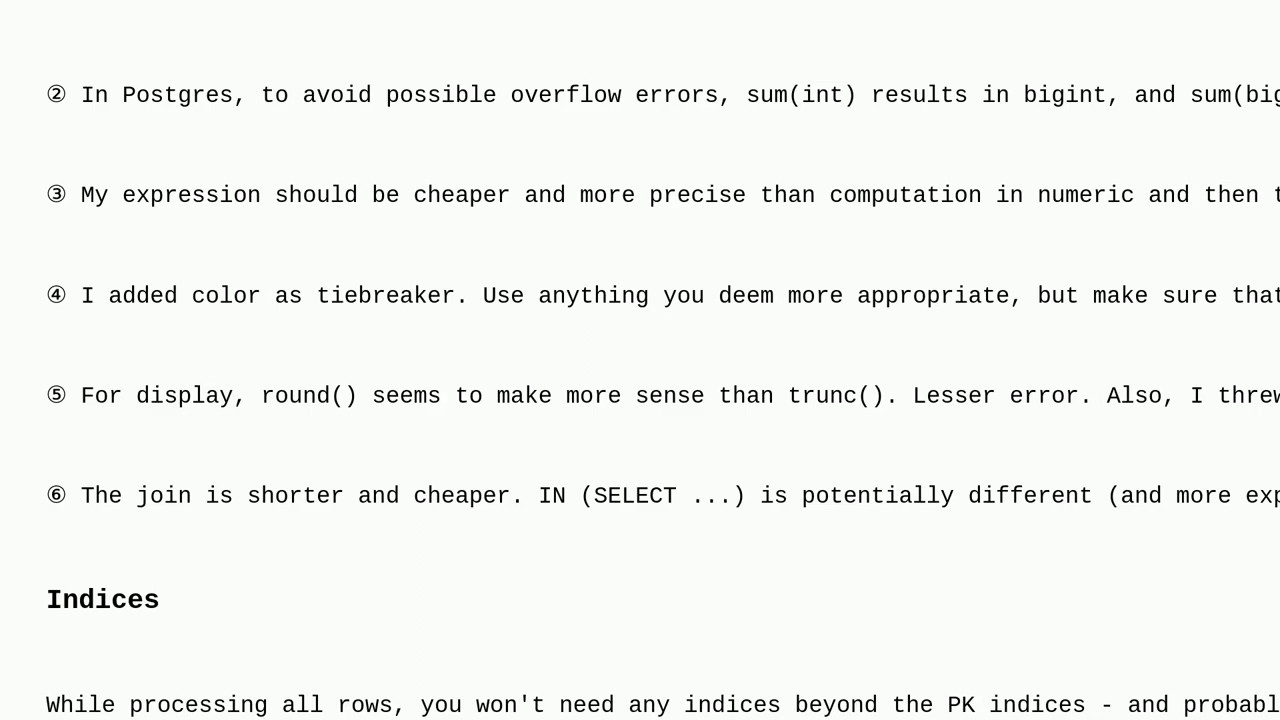 ② In Postgres, to avoid possible overflow errors, sum(int) results in bigint, and sum(big
③ My expression should be cheaper and more precise than computation in numeric and then t
④ I added color as tiebreaker. Use anything you deem more appropriate, but make sure that
⑤ For display, round() seems to make more sense than trunc(). Lesser error. Also, I threw
⑥ The join is shorter and cheaper. IN (SELECT ...) is potentially different (and more exp
Indices
While processing all rows, you won't need any indices beyond the PK indices - and probabl